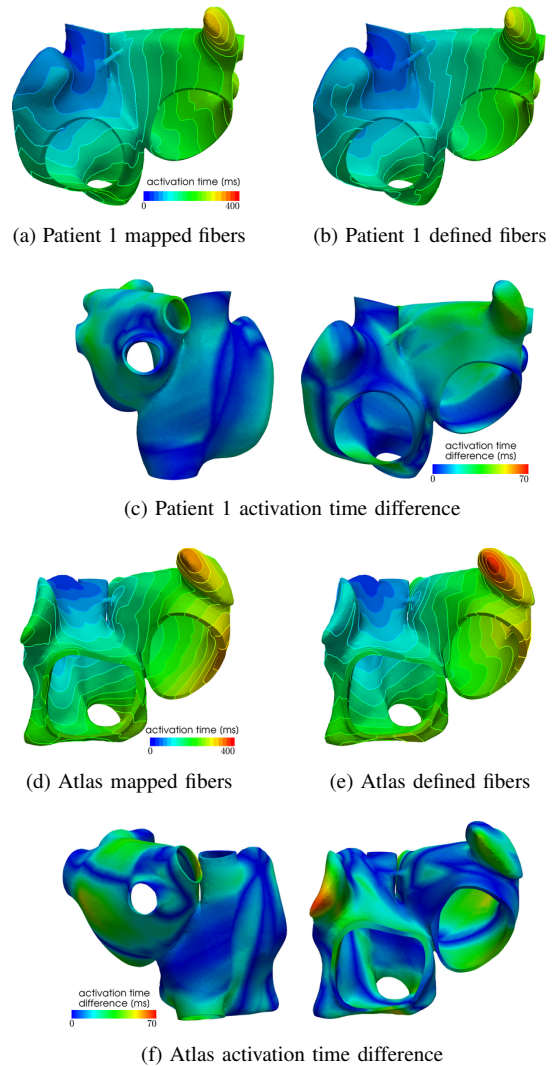 activation time (ms)
0 400
(a) Patient 1 mapped fibers
(b) Patient 1 defined fibers
activation time
difference (ms)
0 70
(c) Patient 1 activation time difference
activation time (ms)
0 400
(d) Atlas mapped fibers
(e) Atlas defined fibers
activation time
difference (ms)
0 70
(f) Atlas activation time difference